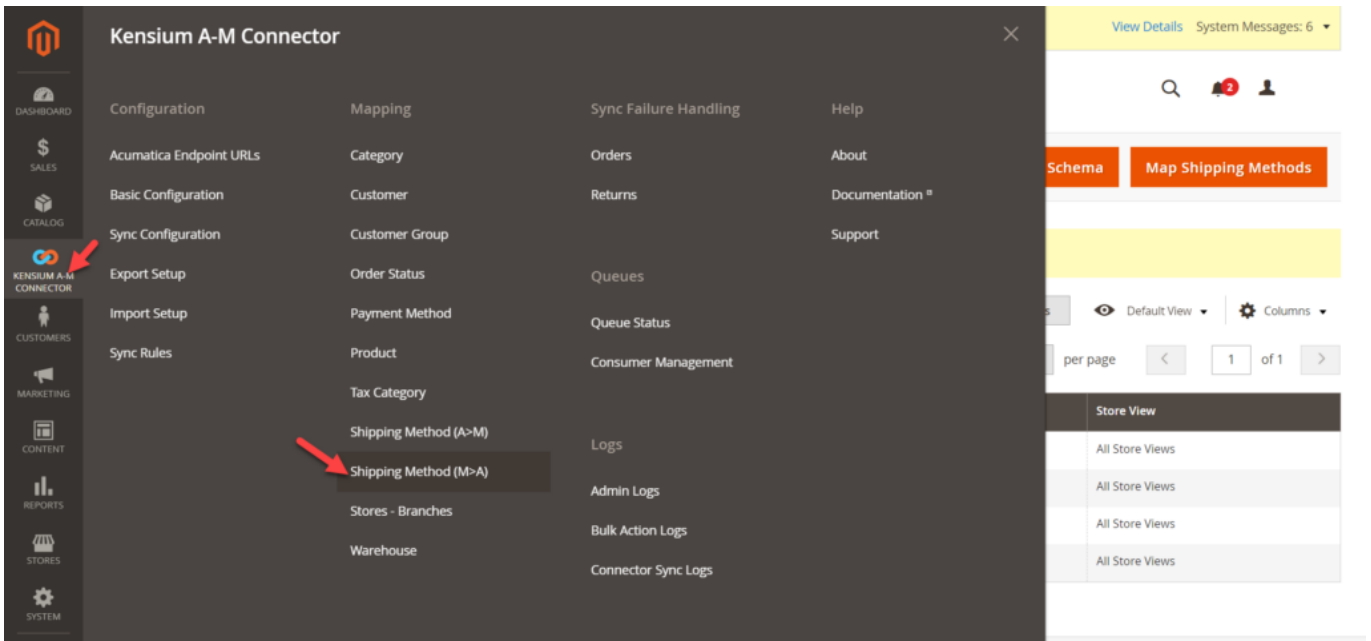 DASHBOARD
SALES
CATALOG
KENSIUM A-M
CONNECTOR
CUSTOMERS
MARKETING
CONTENT
REPORTS
STORES
SYSTEM
Kensium A-M Connector
Configuration
Acumatica Endpoint URLs
Basic Configuration
Sync Configuration
Export Setup
Import Setup
Sync Rules
Mapping
Category
Customer
Customer Group
Order Status
Payment Method
Product
Tax Category
Shipping Method (A>M)
Shipping Method (M>A)
Stores - Branches
Warehouse
Sync Failure Handling
Orders
Returns
Queues
Queue Status
Consumer Management
Logs
Admin Logs
Bulk Action Logs
Connector Sync Logs
Help
About
Documentation
Support
View Details System Messages: 6
2
Schema Map Shipping Methods
s Default View Columns
per page 1 of 1
Store View
All Store Views
All Store Views
All Store Views
All Store Views